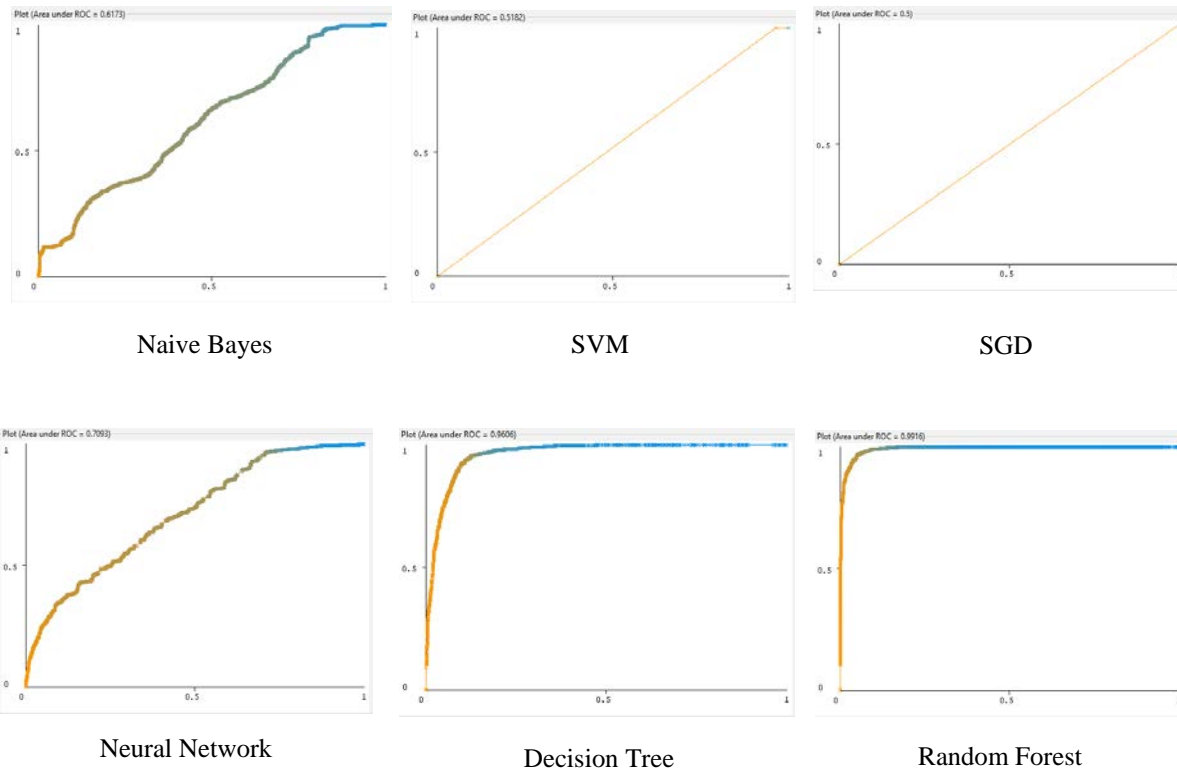 Plot (Area under ROC = 0.6173)
1
0.5
0
0
0.5
1
Naive Bayes
Plot (Area under ROC = 0.5182)
1
0.5
0
0
0.5
1
SVM
Plot (Area under ROC = 0.5)
1
0.5
0
0
0.5
SGD
Plot (Area under ROC = 0.7093)
1
0.5
0
0
0.5
1
Neural Network
Plot (Area under ROC = 0.9606)
1
0.5
0
0
0.5
1
Decision Tree
Plot (Area under ROC = 0.9916)
1
0.5
0
0
0.5
Random Forest